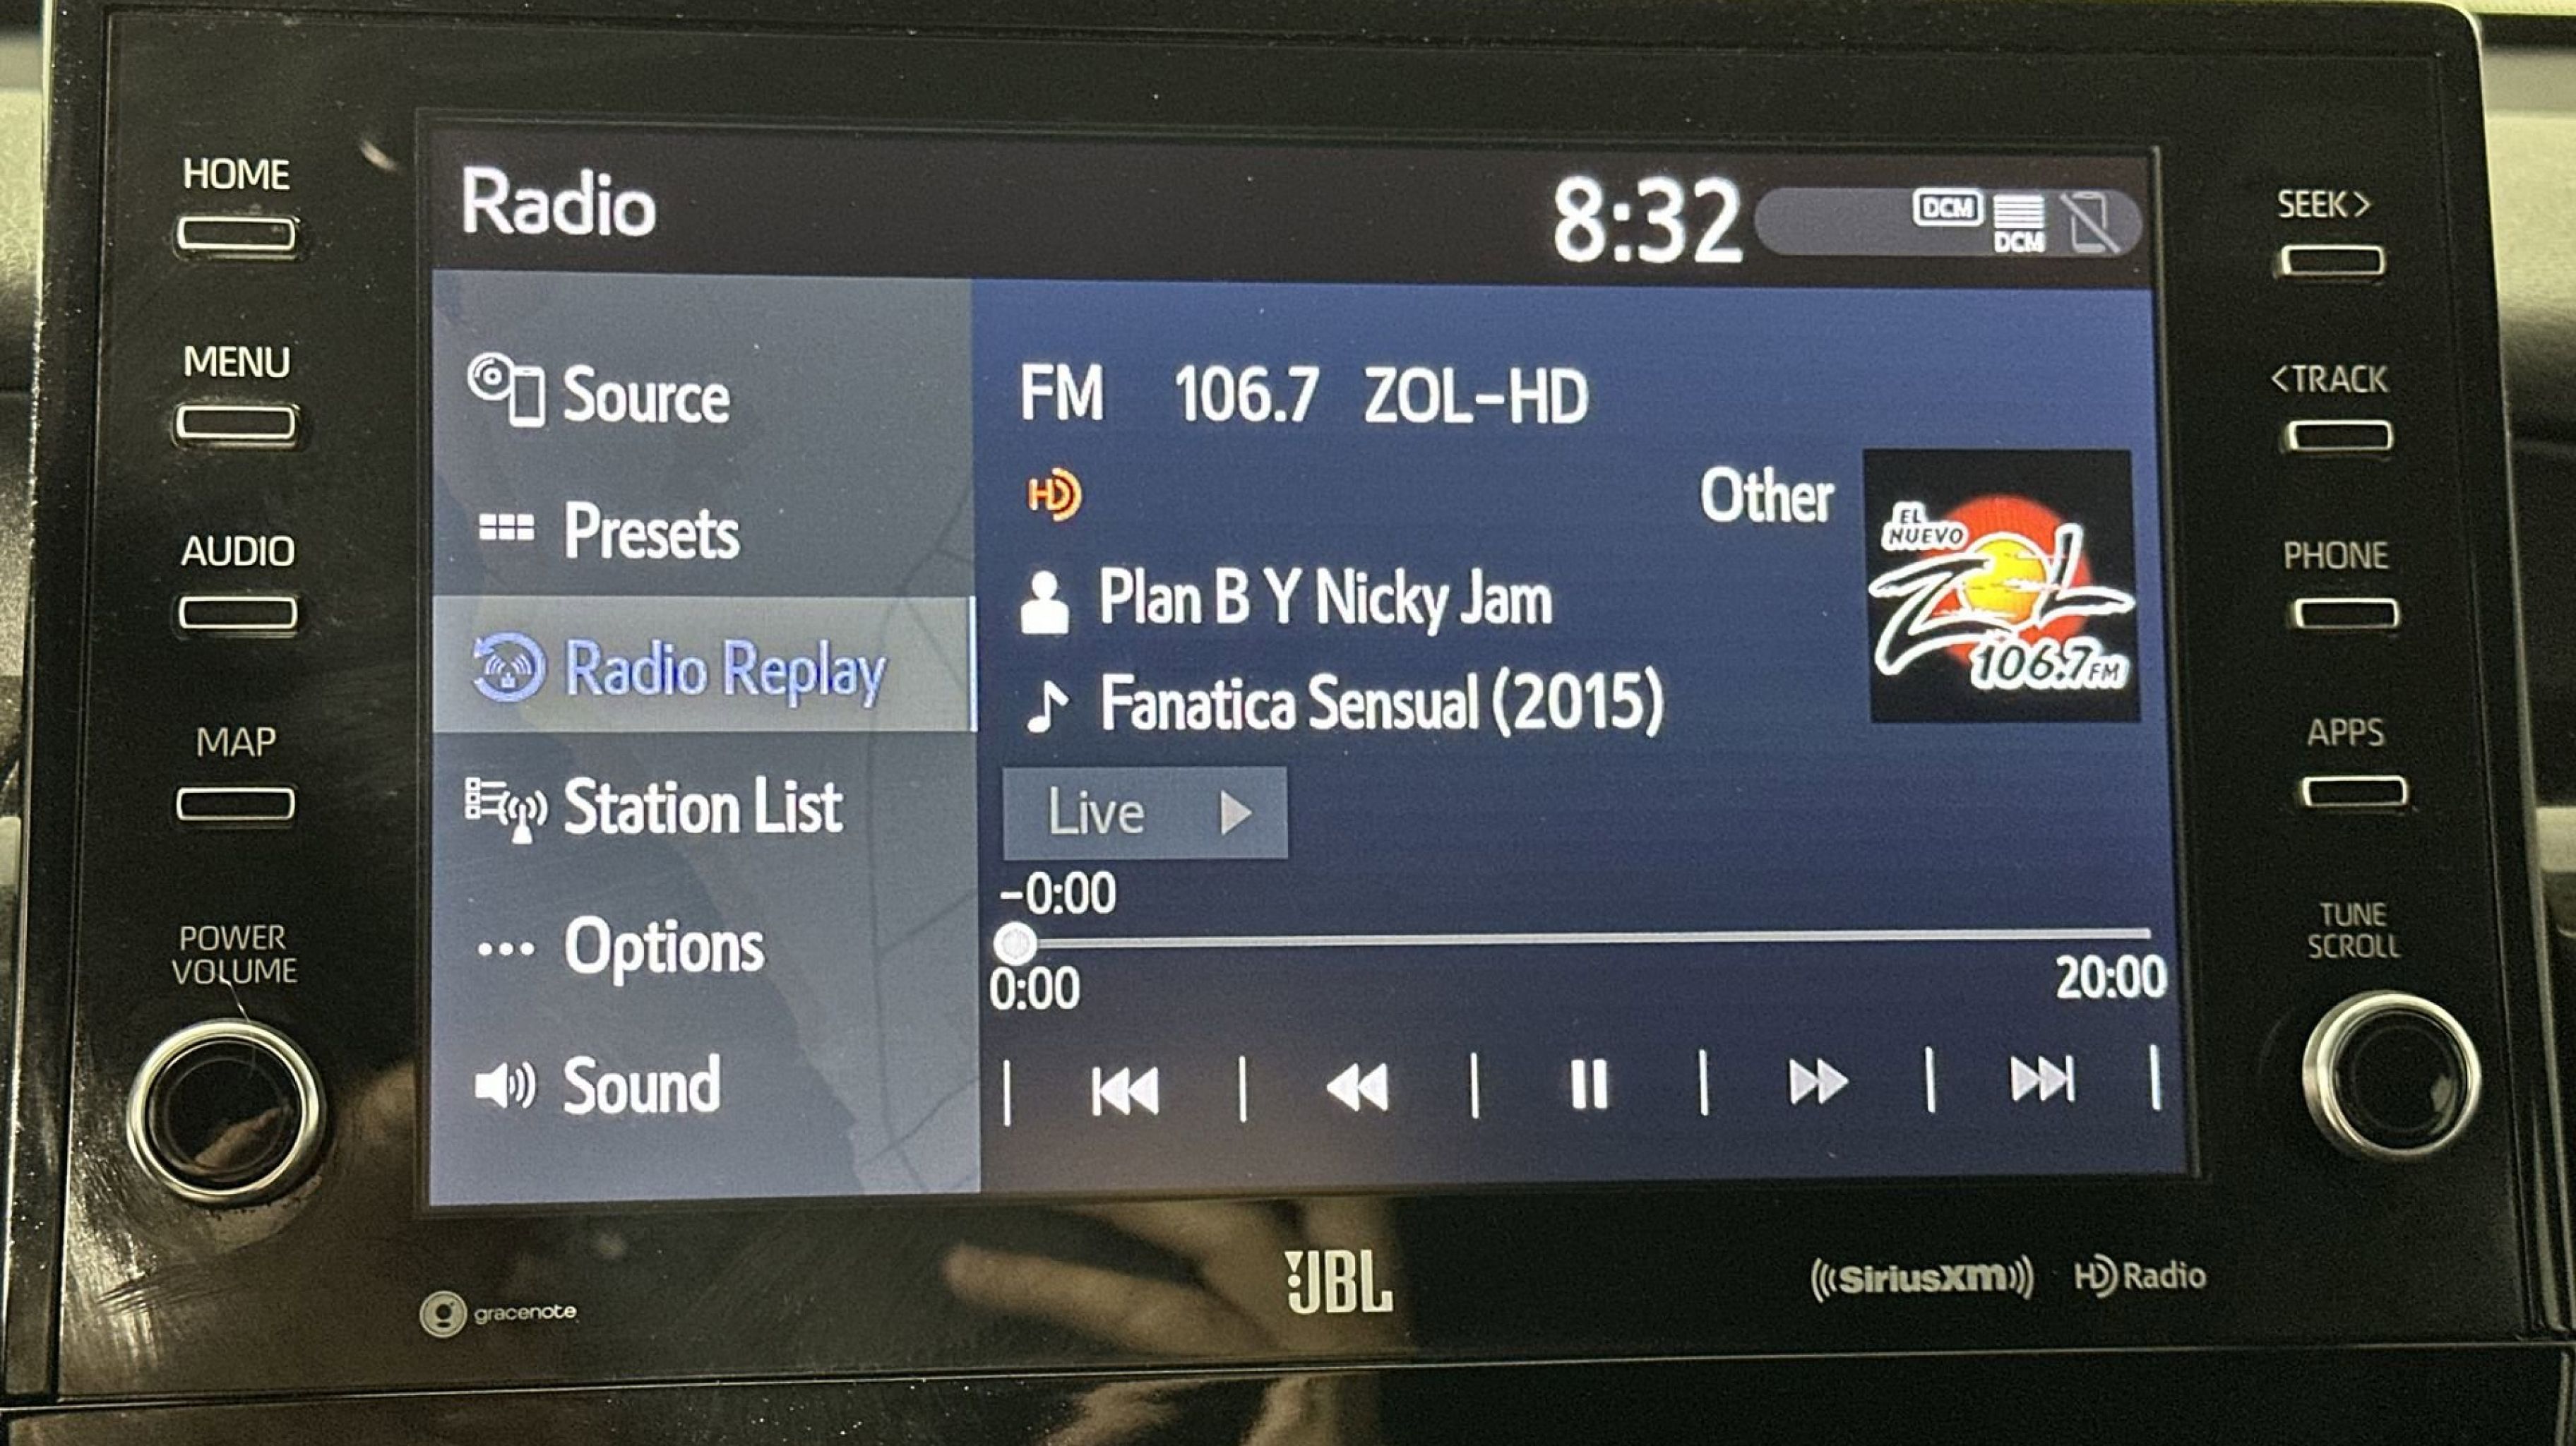 HOME
MENU
AUDIO
MAP
POWER
VOLUME
Radio
8:32
DCM
DCM
Source
Presets
Radio Replay
Station List
Options
Sound
FM 106.7 ZOL-HD
HD
Other
Plan B Y Nicky Jam
Fanatica Sensual (2015)
EL
NUEVO
ZOL
106.7FM
Live
-0:00
0:00
20:00
SEEK>
<TRACK
PHONE
APPS
TUNE
SCROLL
gracenote
JBL
((SiriusXM))
HD Radio